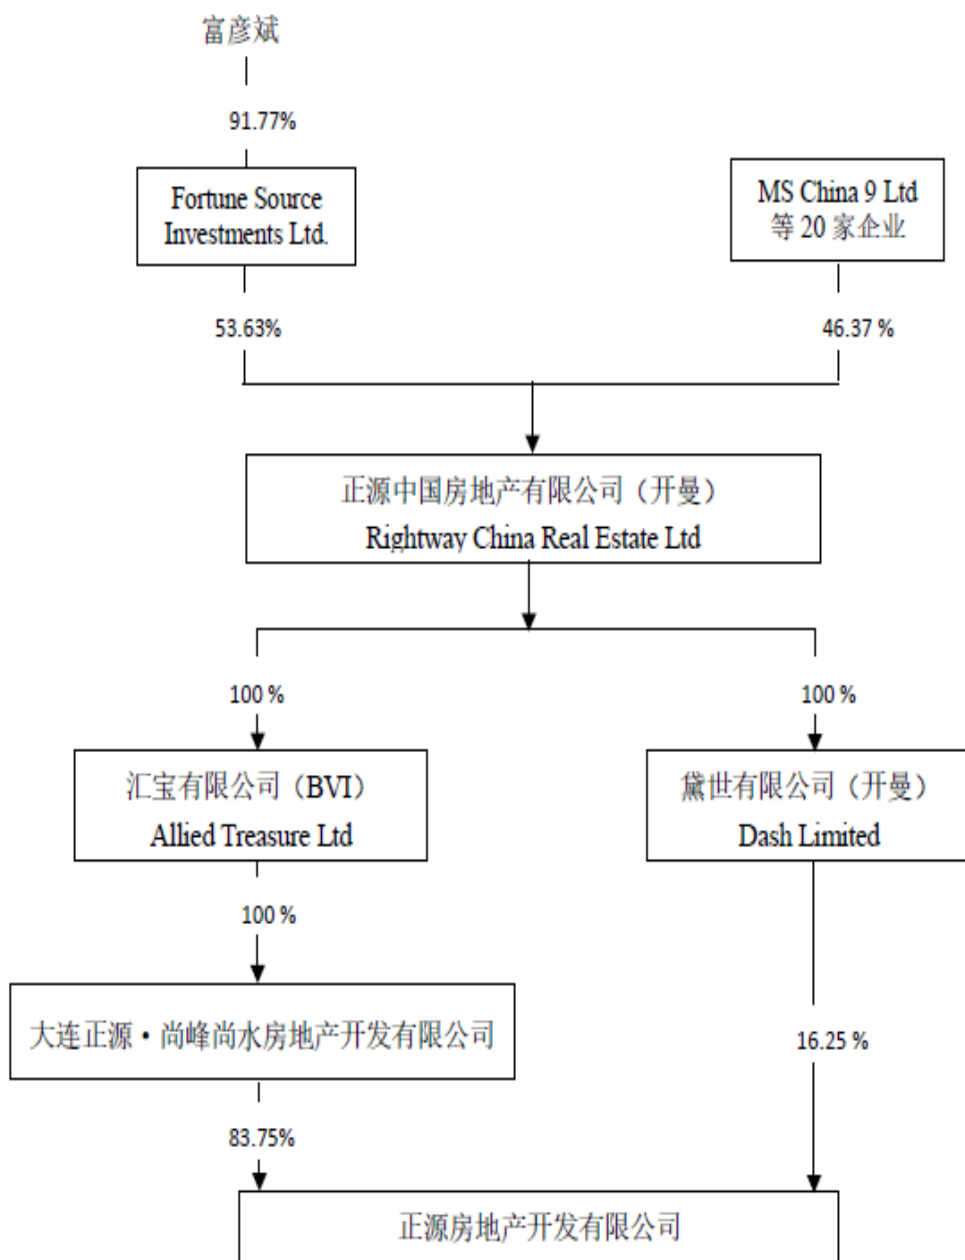 富彦斌
91.77%
Fortune Source
Investments Ltd.
MS China 9 Ltd
等 20 家企业
53.63%
46.37 %
正源中国房地产有限公司（开曼）
Rightway China Real Estate Ltd
100 %
100 %
汇宝有限公司（BVI）
Allied Treasure Ltd
黛世有限公司（开曼）
Dash Limited
100 %
大连正源·尚峰尚水房地产开发有限公司
16.25 %
83.75%
正源房地产开发有限公司